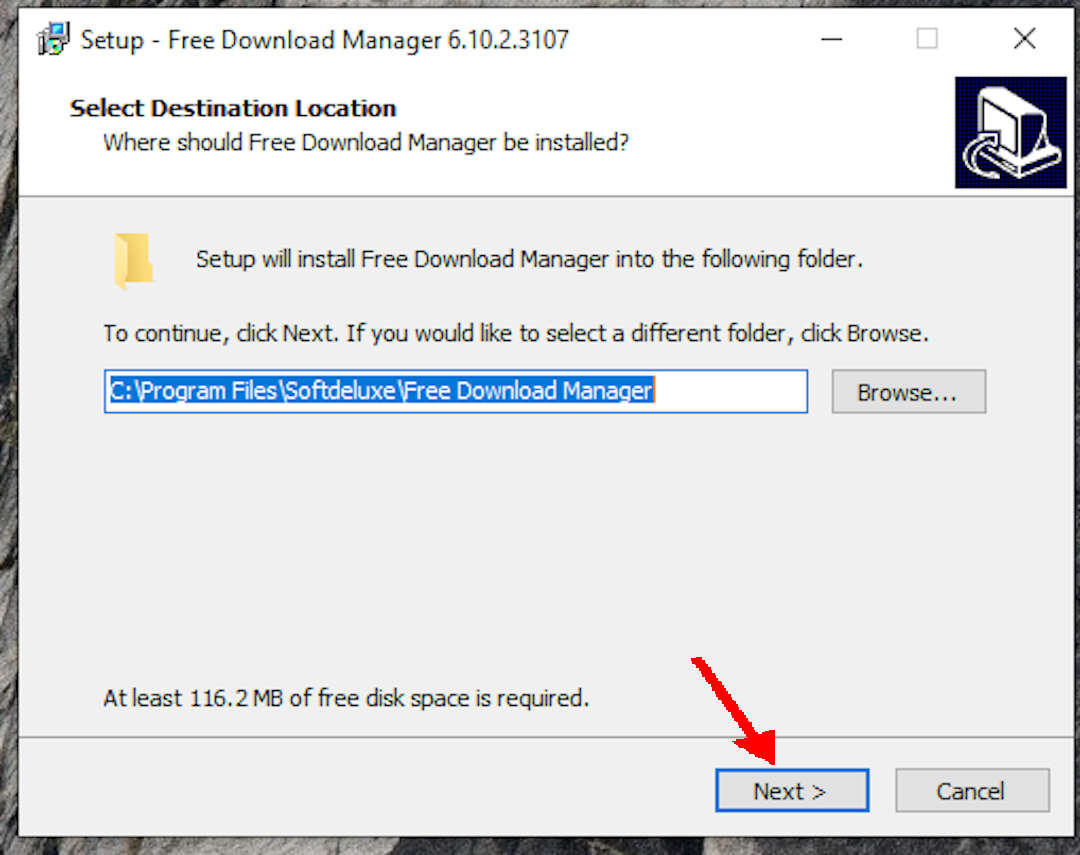 Setup - Free Download Manager 6.10.2.3107
Select Destination Location
Where should Free Download Manager be installed?
Setup will install Free Download Manager into the following folder.
To continue, click Next. If you would like to select a different folder, click Browse.
C:\Program Files\Softdeluxe\Free Download Manager
Browse...
At least 116.2 MB of free disk space is required.
Next >
Cancel